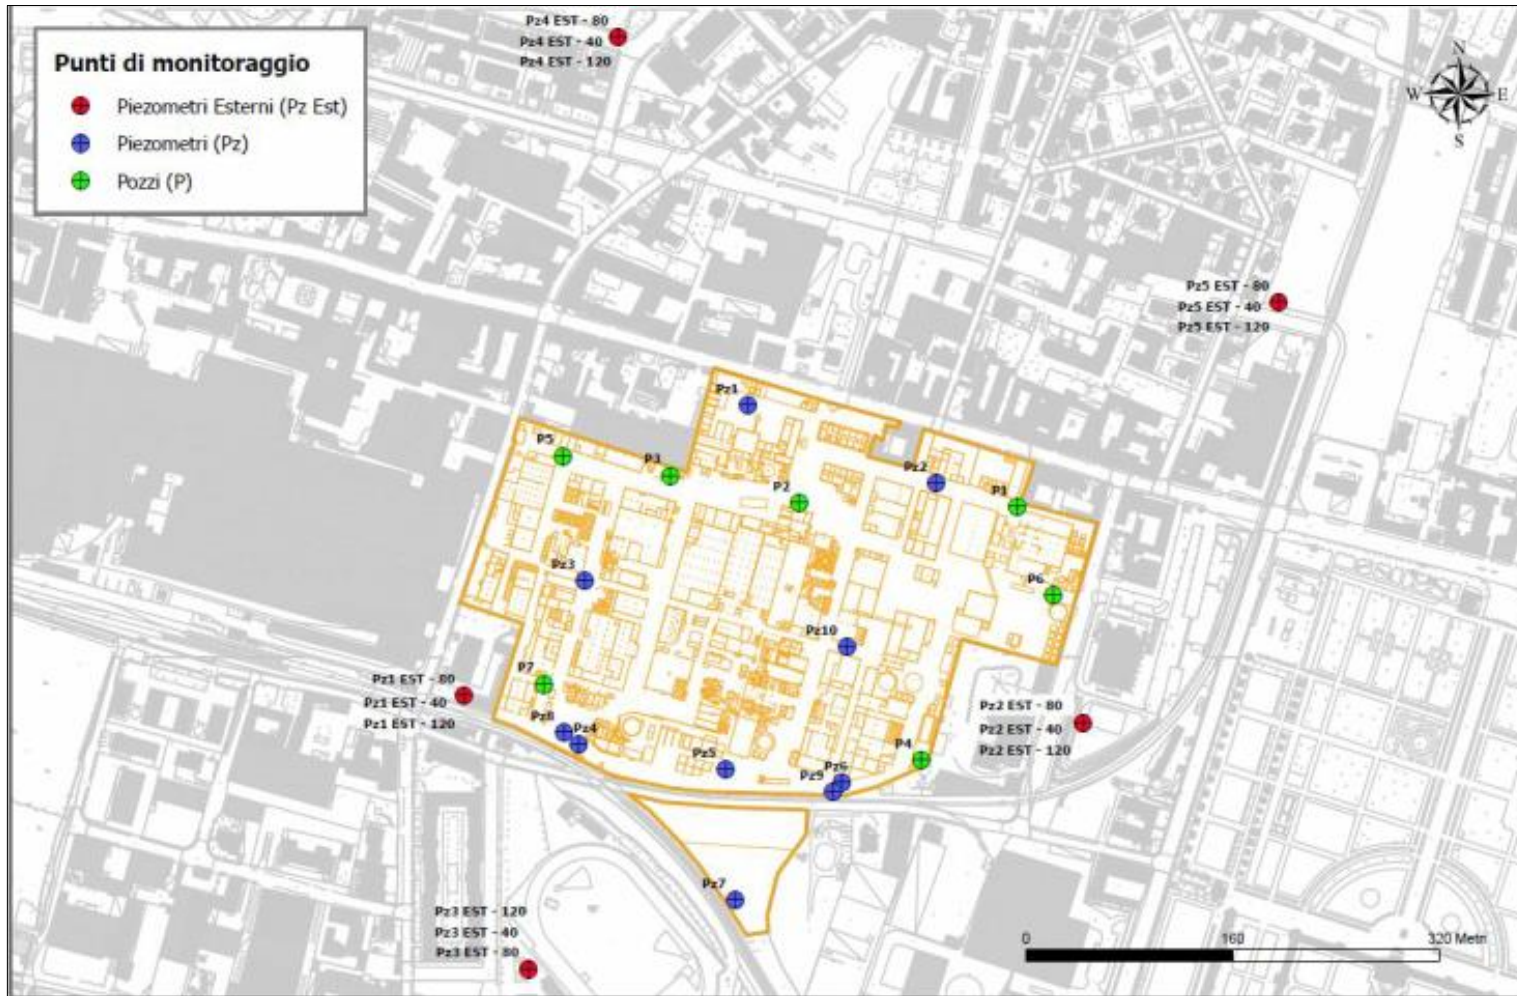 Pz4 EST - 80
Pz4 EST - 40
Pz4 EST - 120
Punti di monitoraggio
Piezometri Esterni (Pz Est)
Piezometri (Pz)
Pozzi (P)
N
W
E
S
Pz5 EST - 80
Pz5 EST - 40
Pz5 EST - 120
Pz1
P5
P3
Pz2
P2
P1
Pz3
P6
Pz10
P7
Pz1 EST - 80
Pz1 EST - 40
Pz1 EST - 120
Pz8
Pz4
Pz2 EST - 80
Pz2 EST - 40
Pz2 EST - 120
Pz5
P4
Pz6
Pz9
Pz7
Pz3 EST - 120
Pz3 EST - 40
Pz3 EST - 80
0
160
320 Metri